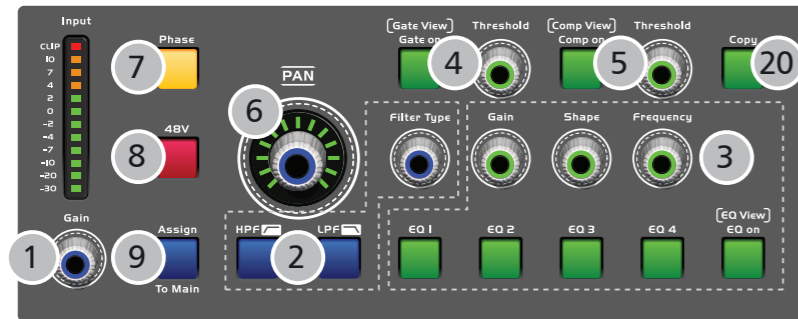 Input
CLIP
10
7
4
2
0
-2
-4
-7
-10
-20
-30
Gain
1
Phase
7
48V
8
Assign
9
To Main
PAN
6
HPF
LPF
2
[Gate View]
Gate on
4
Threshold
[Comp View]
Comp on
5
Threshold
Copy
20
Filter Type
Gain
Shape
Frequency
3
EQ 1
EQ 2
EQ 3
EQ 4
[EQ View]
EQ on